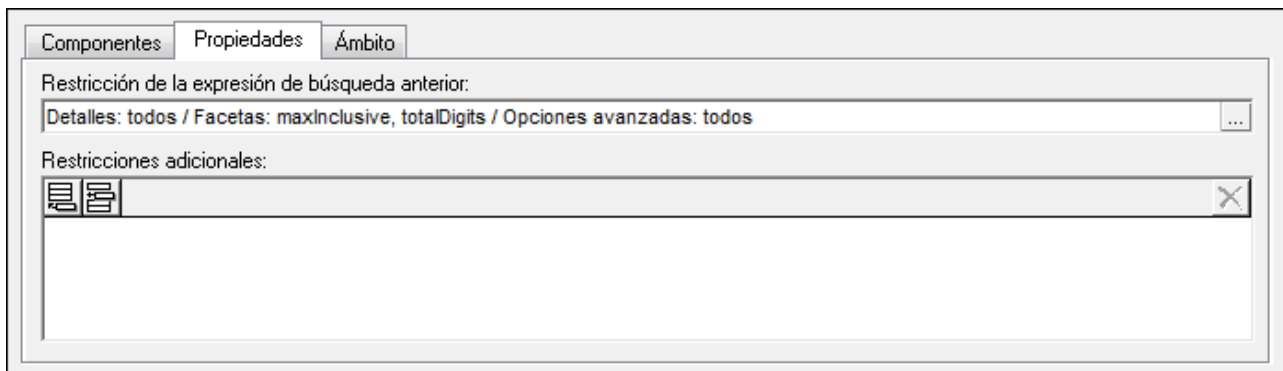 Componentes Propiedades Ámbito
Restricción de la expresión de búsqueda anterior:
Detalles: todos / Facetas: maxInclusive, totalDigits / Opciones avanzadas: todos ...
Restricciones adicionales: